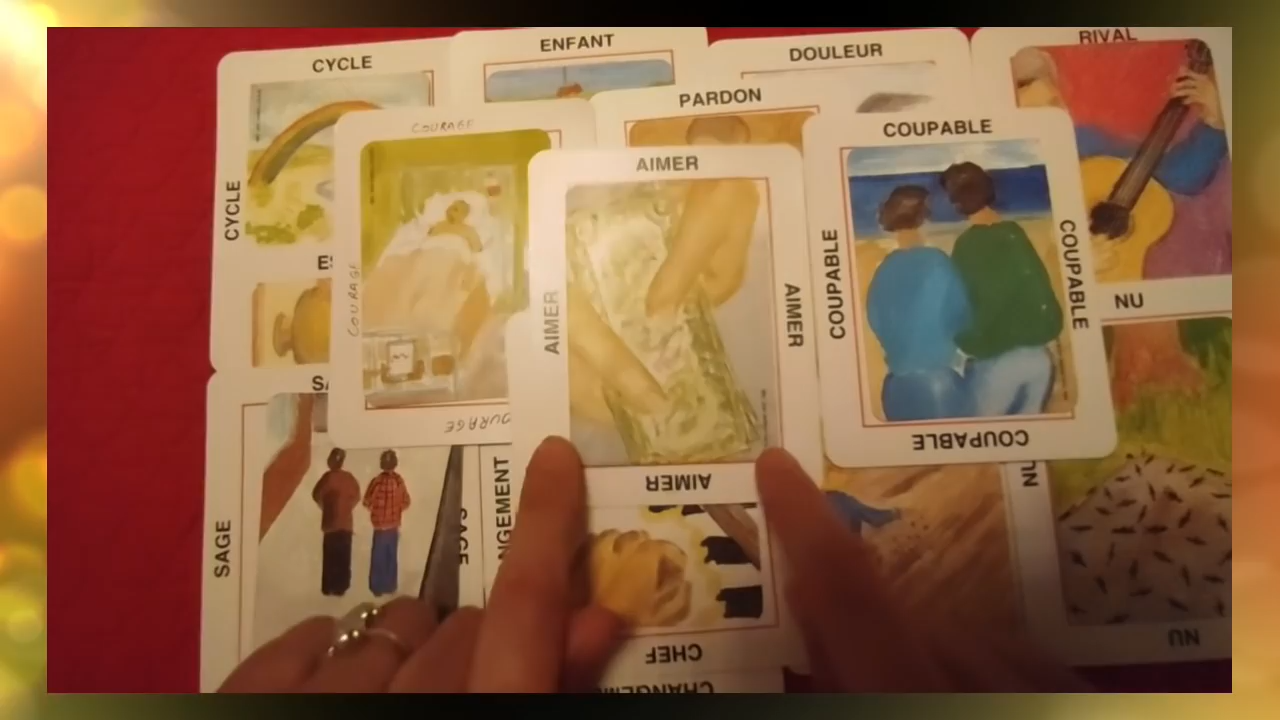 CYCLE
ENFANT
DOULEUR
RIVAL
CYCLE
COURAGE
PARDON
COUPABLE
AIMER
COURAGE
AIMER
AIMER
COUPABLE
COUPABLE
NU
COUPABLE
AIMER
SAGE
SAGE
NGEMENT
OURAGE
NU
CHEF
NU